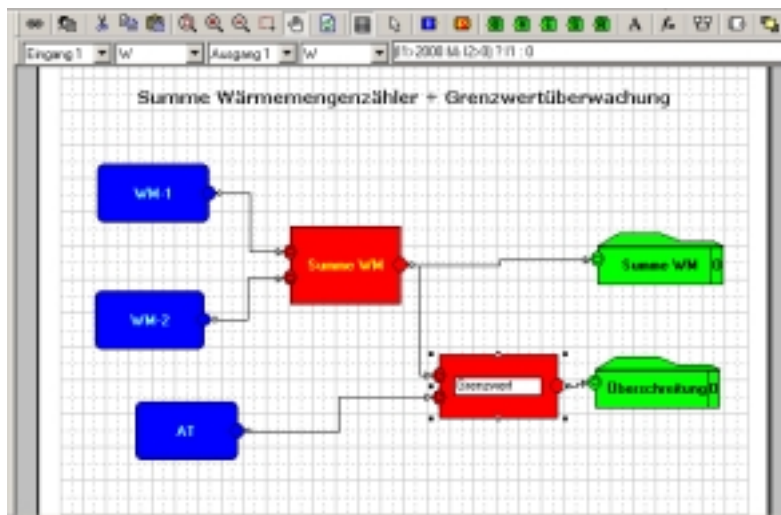 Eingang 1 W Ausgang 1 W
Summe Wärmemengenzähler + Grenzwertüberwachung
WM-1
Summe WM
Summe WM
WM-2
Grenzwert
Überschreitung
AT